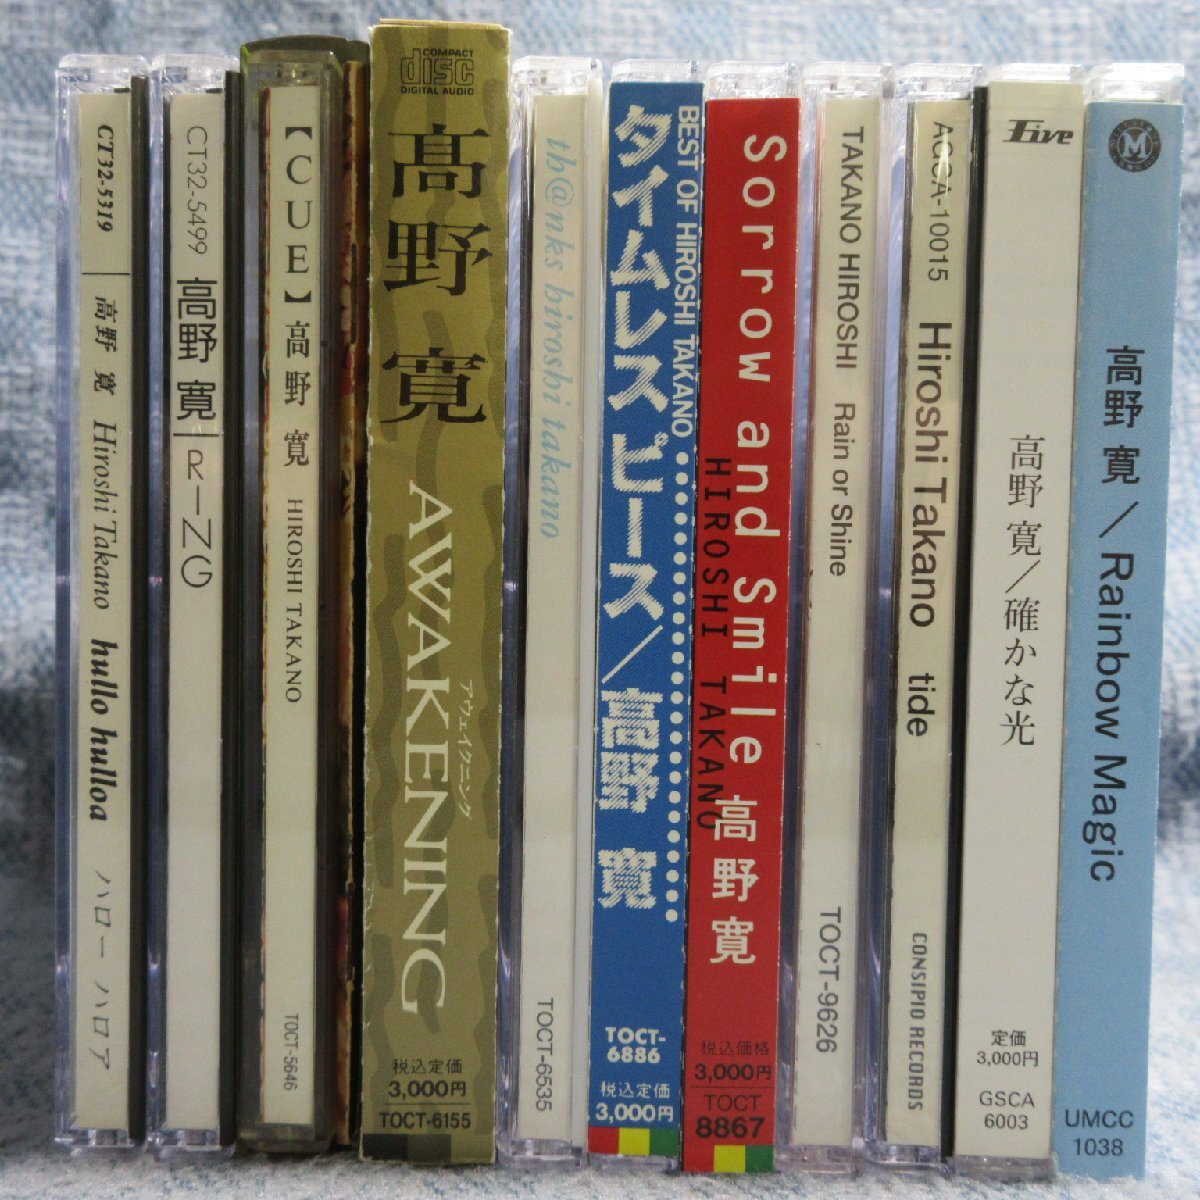 CT32-5319
高野 寛 Hiroshi Takano hullo hulloa ハロー ハロア
CT32-5499
高野 寛 RING
【CUE】高野 寛 HIROSHI TAKANO
TOCT-5646
COMPACT
disc
DIGITAL AUDIO
高野 寛
AWAKENING
アウェイクニング
税込定価
3,000円
TOCT-6155
th@nks hiroshi takano
TOCT-6535
BEST OF HIROSHI TAKANO
タイムレス ピース/高野 寛
TOCT-
6886
税込定価
3,000円
Sorrow and Smile 高野 寛
HIROSHI TAKANO
税込価格
3,000円
TOCT
8867
TAKANO HIROSHI Rain or Shine
TOCT-9626
AGCA-10015
Hiroshi Takano tide
CONSIPIO RECORDS
Five
高野 寛/確かな光
定価
3,000円
GSCA
6003
M
高野 寛/Rainbow Magic
UMCC
1038